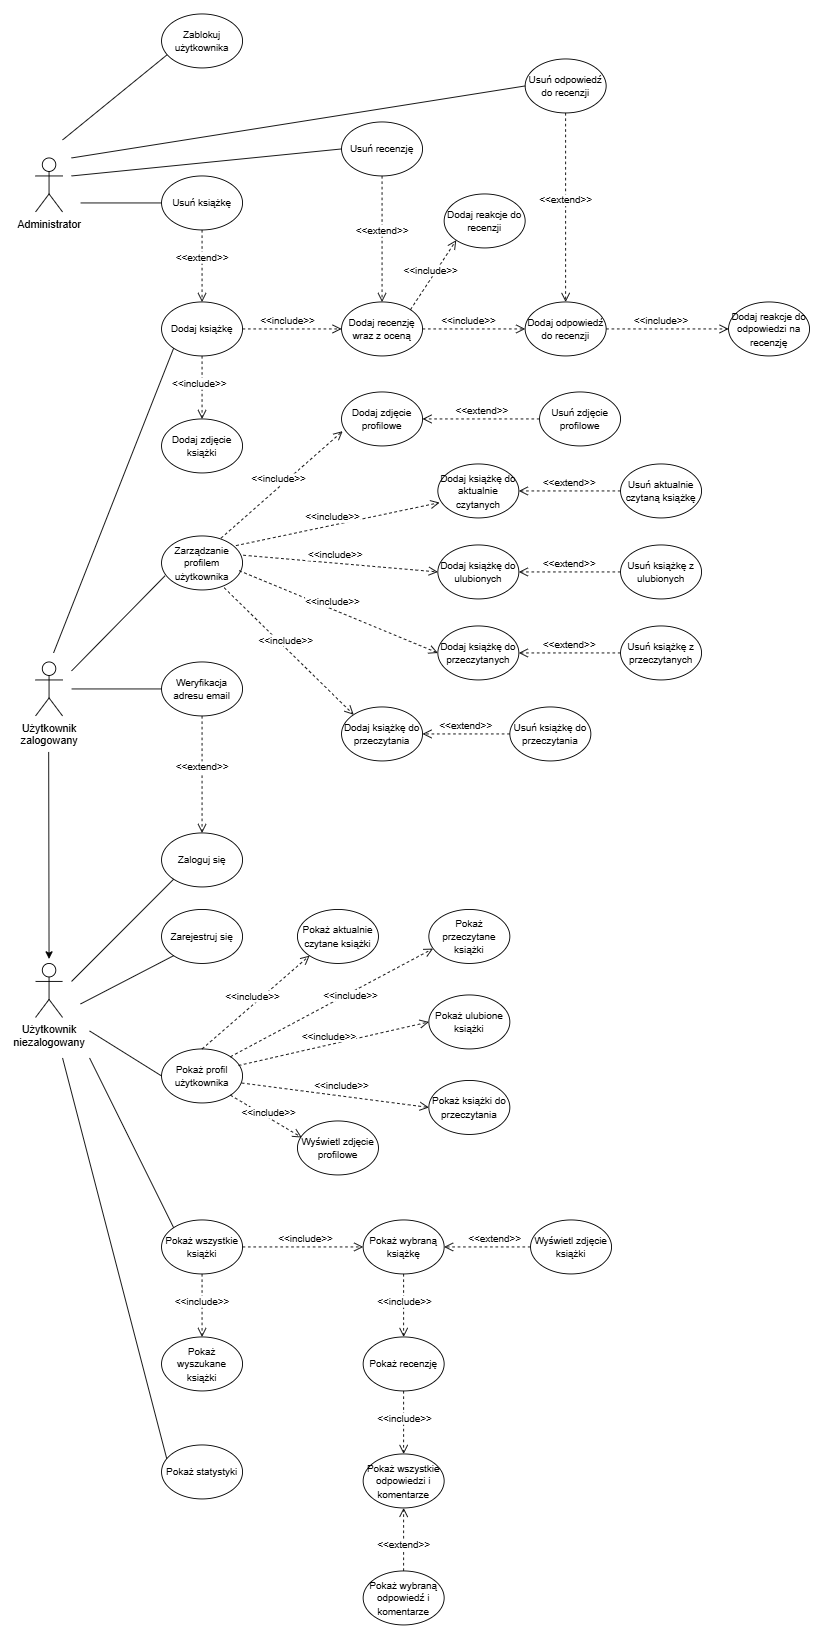 Zablokuj
użytkownika
Usuń odpowiedź
do recenzji
Usuń recenzję
Administrator
Usuń książkę
<<extend>>
<<extend>>
<<extend>>
Dodaj reakcje do
recenzji
<<include>>
Dodaj książkę
<<include>>
Dodaj recenzję
wraz z oceną
<<include>>
Dodaj odpowiedź
do recenzji
<<include>>
Dodaj reakcje do
odpowiedzi na
recenzję
<<include>>
Dodaj zdjęcie
książki
Dodaj zdjęcie
profilowe
<<extend>>
Usuń zdjęcie
profilowe
<<include>>
Dodaj książkę do
aktualnie
czytanych
<<extend>>
Usuń aktualnie
czytaną książkę
<<include>>
Zarządzanie
profilem
użytkownika
<<include>>
Dodaj książkę do
ulubionych
<<extend>>
Usuń książkę z
ulubionych
<<include>>
Dodaj książkę do
przeczytanych
<<extend>>
Usuń książkę z
przeczytanych
<<include>>
Dodaj książkę do
przeczytania
<<extend>>
Usuń książkę do
przeczytania
Użytkownik
zalogowany
Weryfikacja
adresu email
<<extend>>
Zaloguj się
Zarejestruj się
Użytkownik
niezalogowany
Pokaż aktualnie
czytane książki
Pokaż
przeczytane
książki
<<include>>
<<include>>
Pokaż ulubione
książki
<<include>>
Pokaż profil
użytkownika
<<include>>
Pokaż książki do
przeczytania
<<include>>
Wyświetl zdjęcie
profilowe
Pokaż wszystkie
książki
<<include>>
Pokaż wybraną
książkę
<<extend>>
Wyświetl zdjęcie
książki
<<include>>
<<include>>
Pokaż
wyszukane
książki
Pokaż recenzję
<<include>>
Pokaż statystyki
Pokaż wszystkie
odpowiedzi i
komentarze
<<extend>>
Pokaż wybraną
odpowiedź i
komentarze